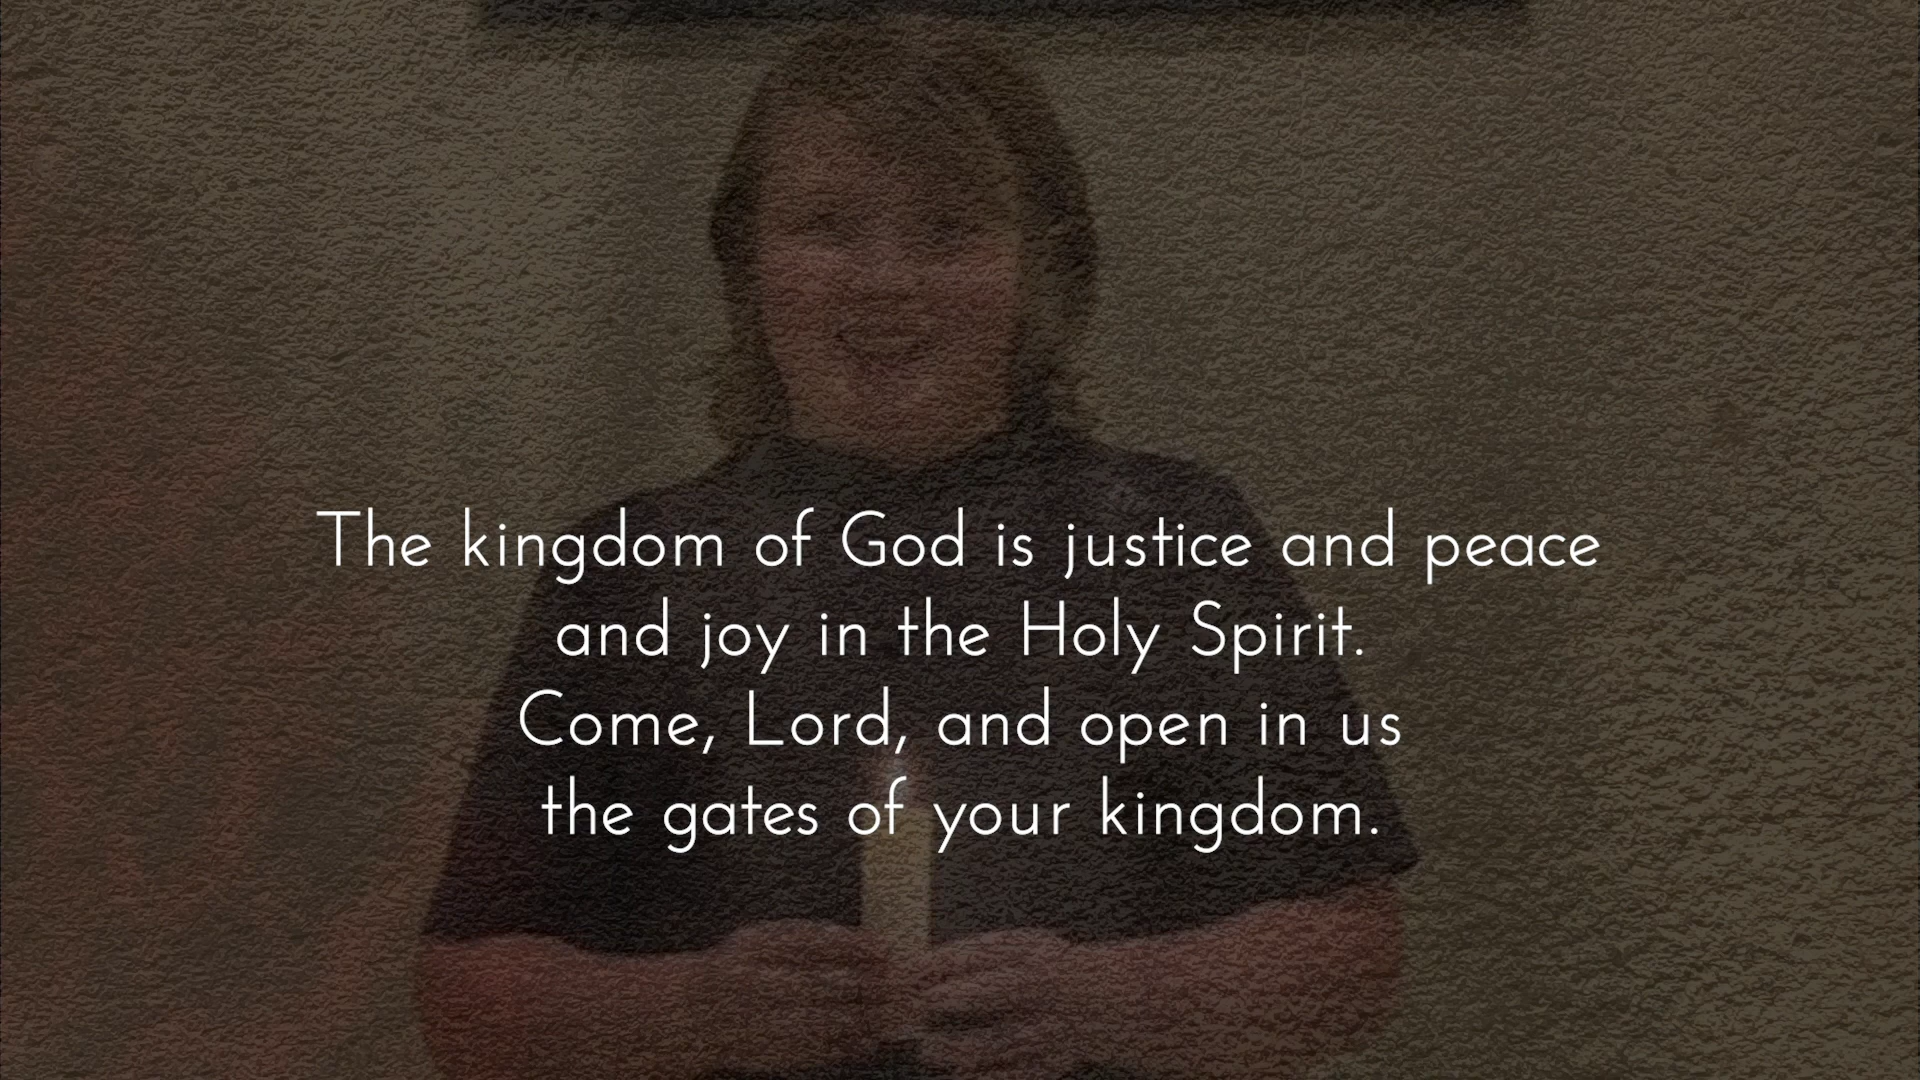 The kingdom of God is justice and peace
and joy in the Holy Spirit.
Come, Lord, and open in us
the gates of your kingdom.